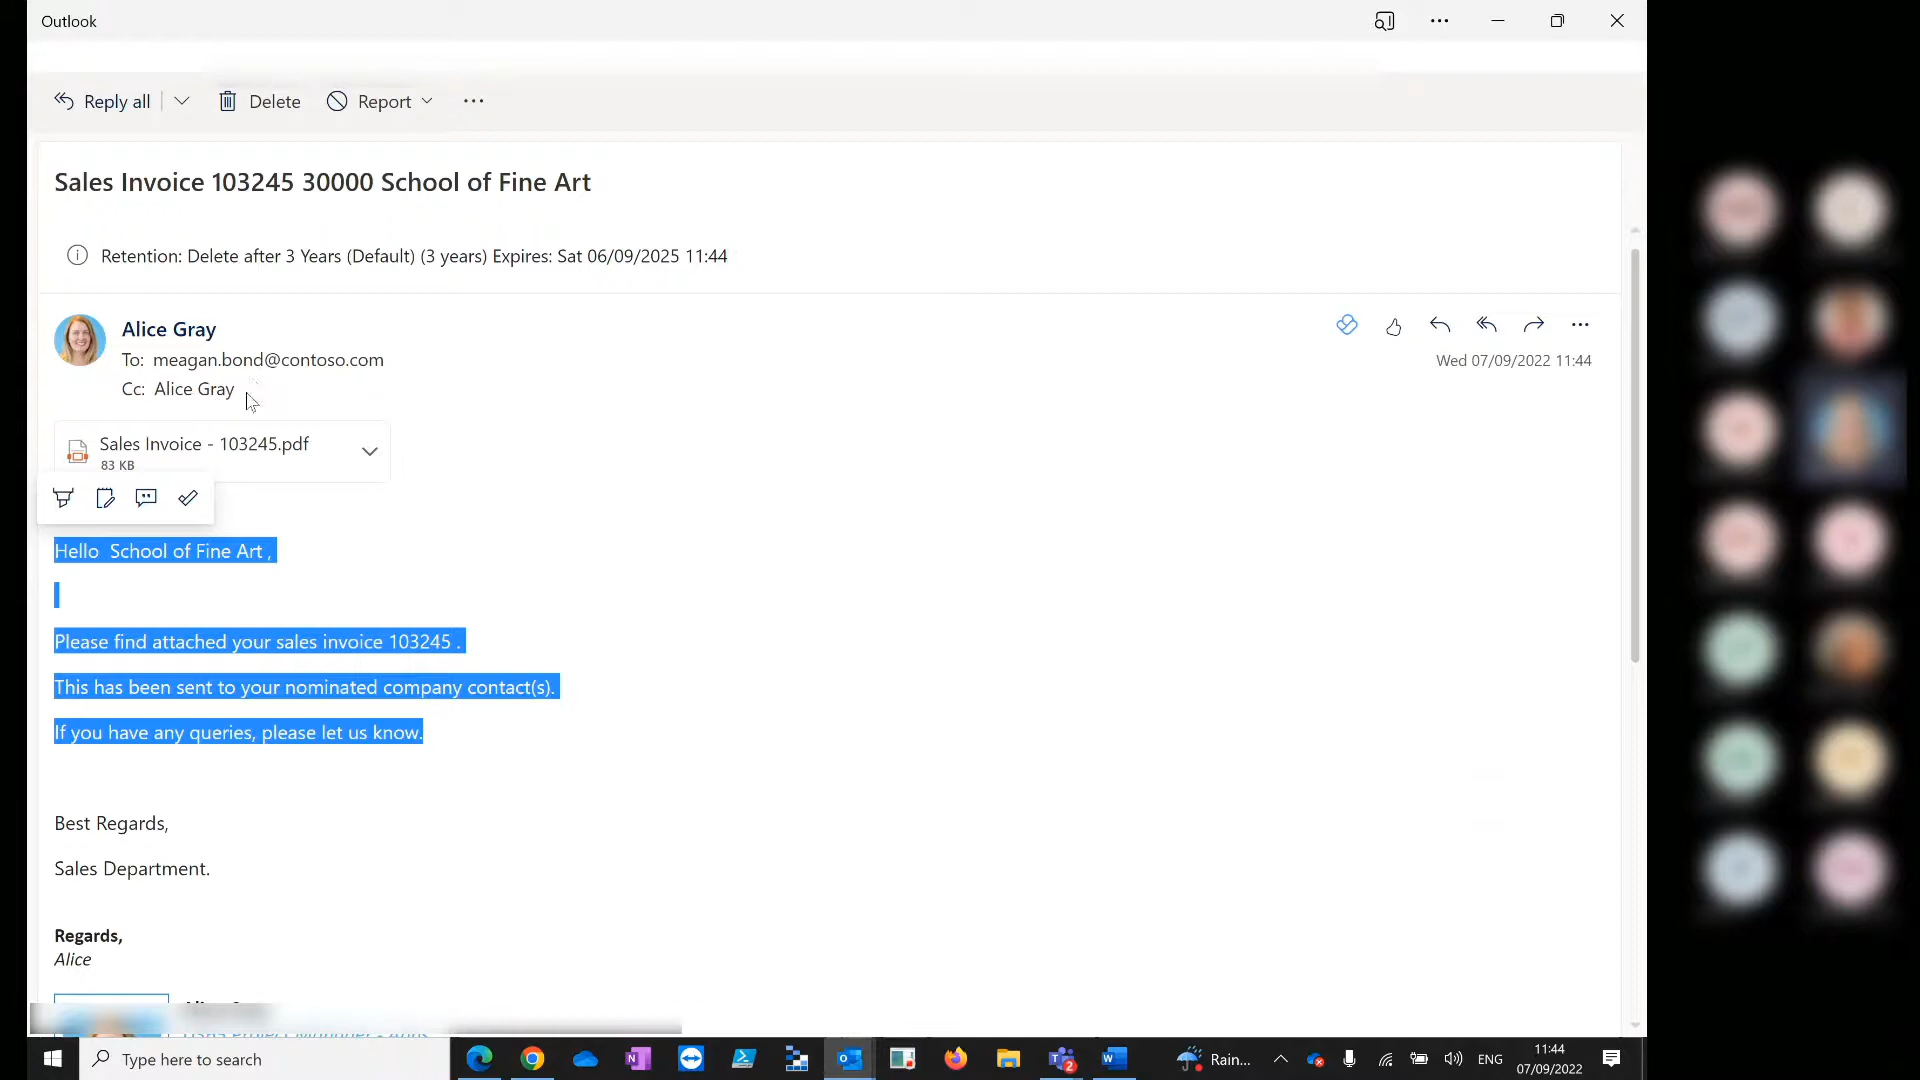 Outlook
Reply all
Delete
Report
Sales Invoice 103245 30000 School of Fine Art
Retention: Delete after 3 Years (Default) (3 years) Expires: Sat 06/09/2025 11:44
Alice Gray
To: meagan.bond@contoso.com
Wed 07/09/2022 11:44
Cc: Alice Gray
Sales Invoice - 103245.pdf
83 KB
Hello School of Fine Art ,
Please find attached your sales invoice 103245 .
This has been sent to your nominated company contact(s).
If you have any queries, please let us know.
Best Regards,
Sales Department.
Regards,
Alice
Type here to search
2
Rain...
ENG
11:44
07/09/2022